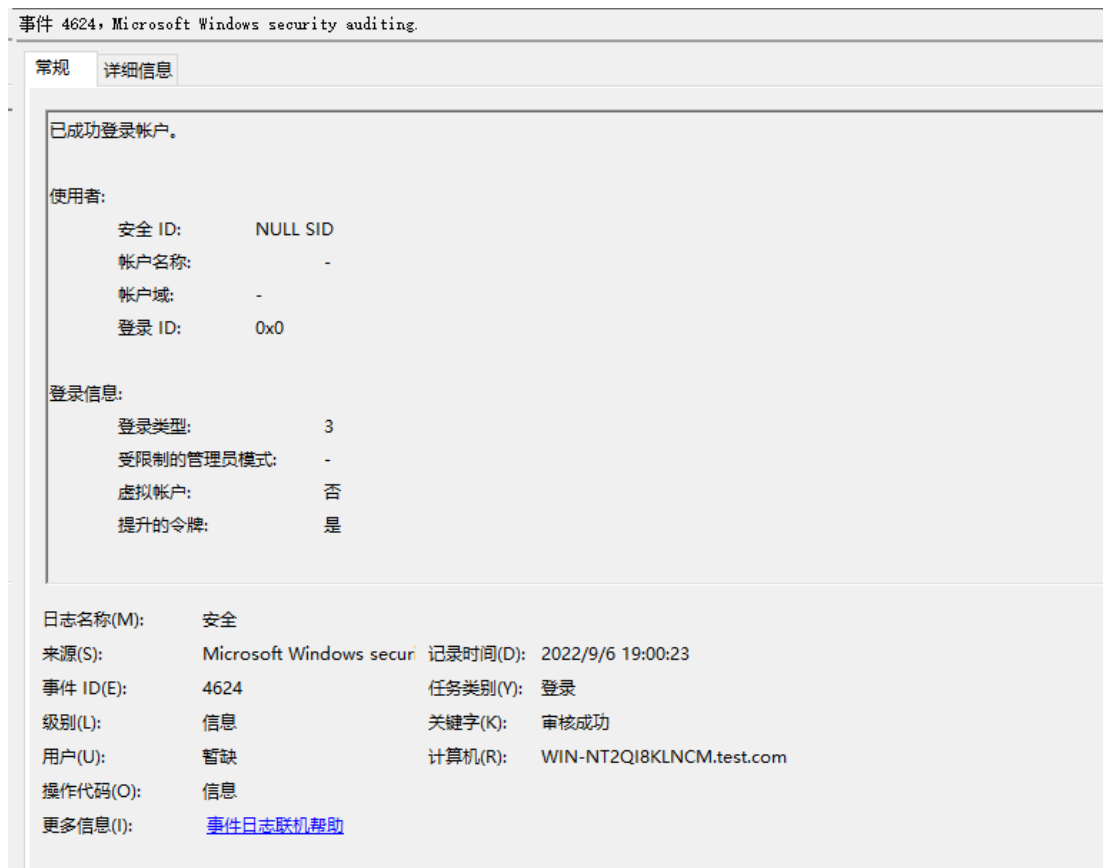 事件 4624，Microsoft Windows security auditing.
常规 详细信息
已成功登录帐户。
使用者:
安全 ID: NULL SID
帐户名称: -
帐户域: -
登录 ID: 0x0
登录信息:
登录类型: 3
受限制的管理员模式: -
虚拟帐户: 否
提升的令牌: 是
日志名称(M): 安全
来源(S): Microsoft Windows securi 记录时间(D): 2022/9/6 19:00:23
事件 ID(E): 4624 任务类别(Y): 登录
级别(L): 信息 关键字(K): 审核成功
用户(U): 暂缺 计算机(R): WIN-NT2QI8KLNCM.test.com
操作代码(O): 信息
更多信息(I): 事件日志联机帮助